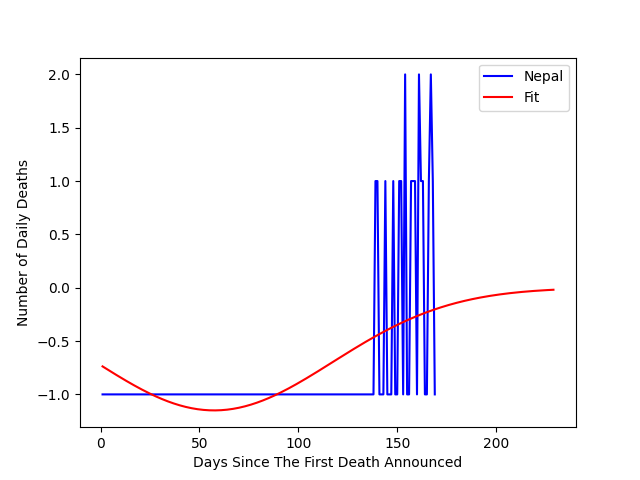 Nepal
Fit
2.0
1.5
1.0
0.5
0.0
−0.5
−1.0
Number of Daily Deaths
0 50 100 150 200
Days Since The First Death Announced